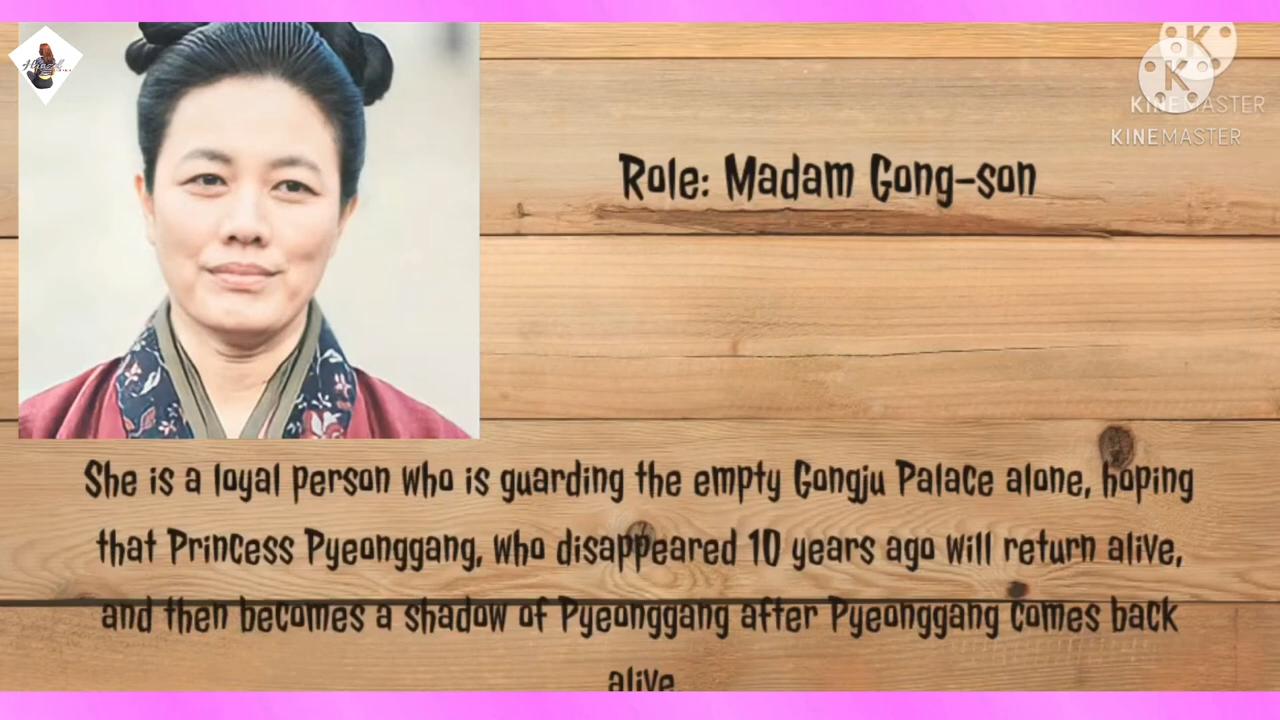 KINEMASTER
KINEMASTER
Role: Madam Gong-son
She is a loyal person who is guarding the empty Gongju Palace alone, hoping
that Princess Pyeonggang, who disappeared 10 years ago will return alive,
and then becomes a shadow of Pyeonggang after Pyeonggang comes back
alive